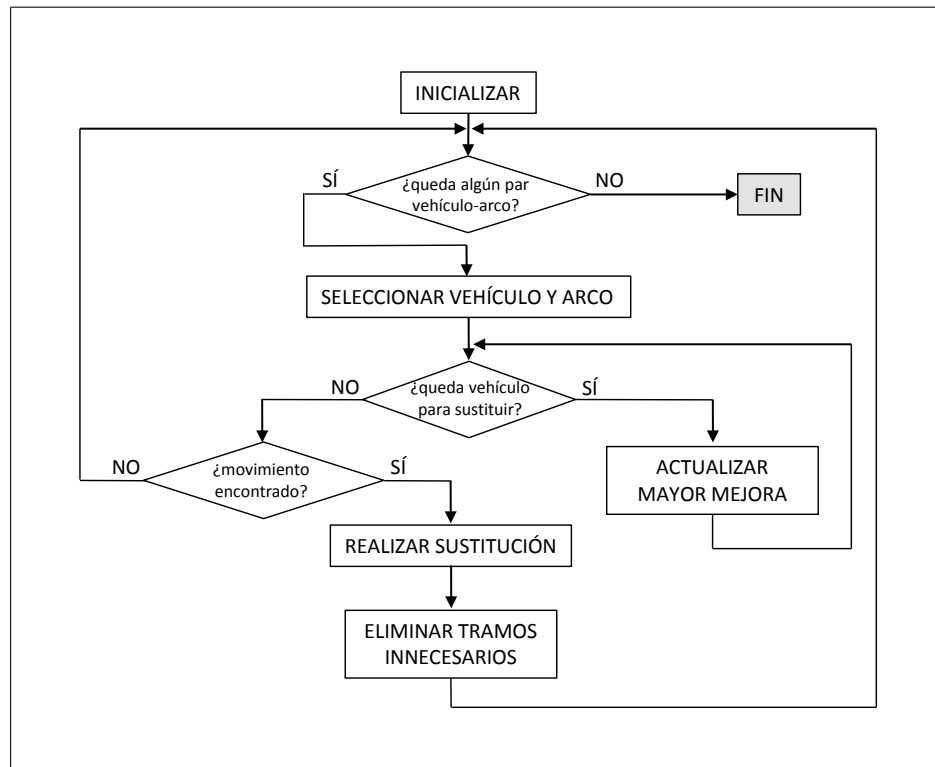 INICIALIZAR
SÍ
¿queda algún par
vehículo-arco?
NO
FIN
SELECCIONAR VEHÍCULO Y ARCO
NO
¿queda vehículo
para sustituir?
SÍ
NO
¿movimiento
encontrado?
SÍ
ACTUALIZAR
MAYOR MEJORA
REALIZAR SUSTITUCIÓN
ELIMINAR TRAMOS
INNECESARIOS